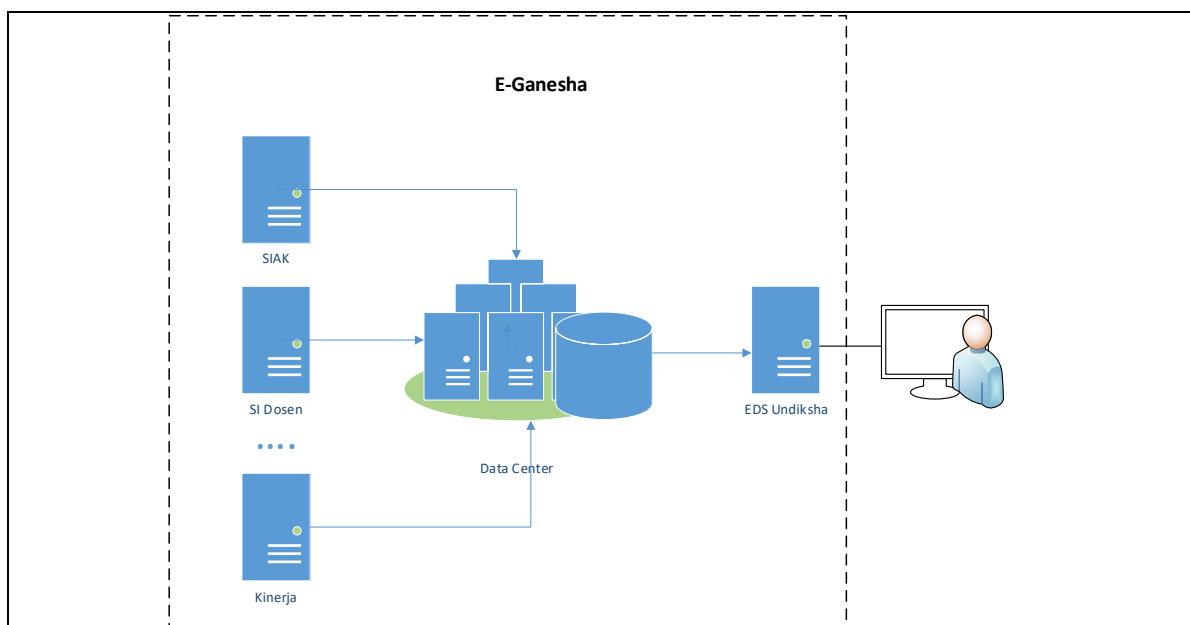 E-Ganesha
SIAK
SI Dosen
....
Data Center
EDS Undiksha
Kinerja